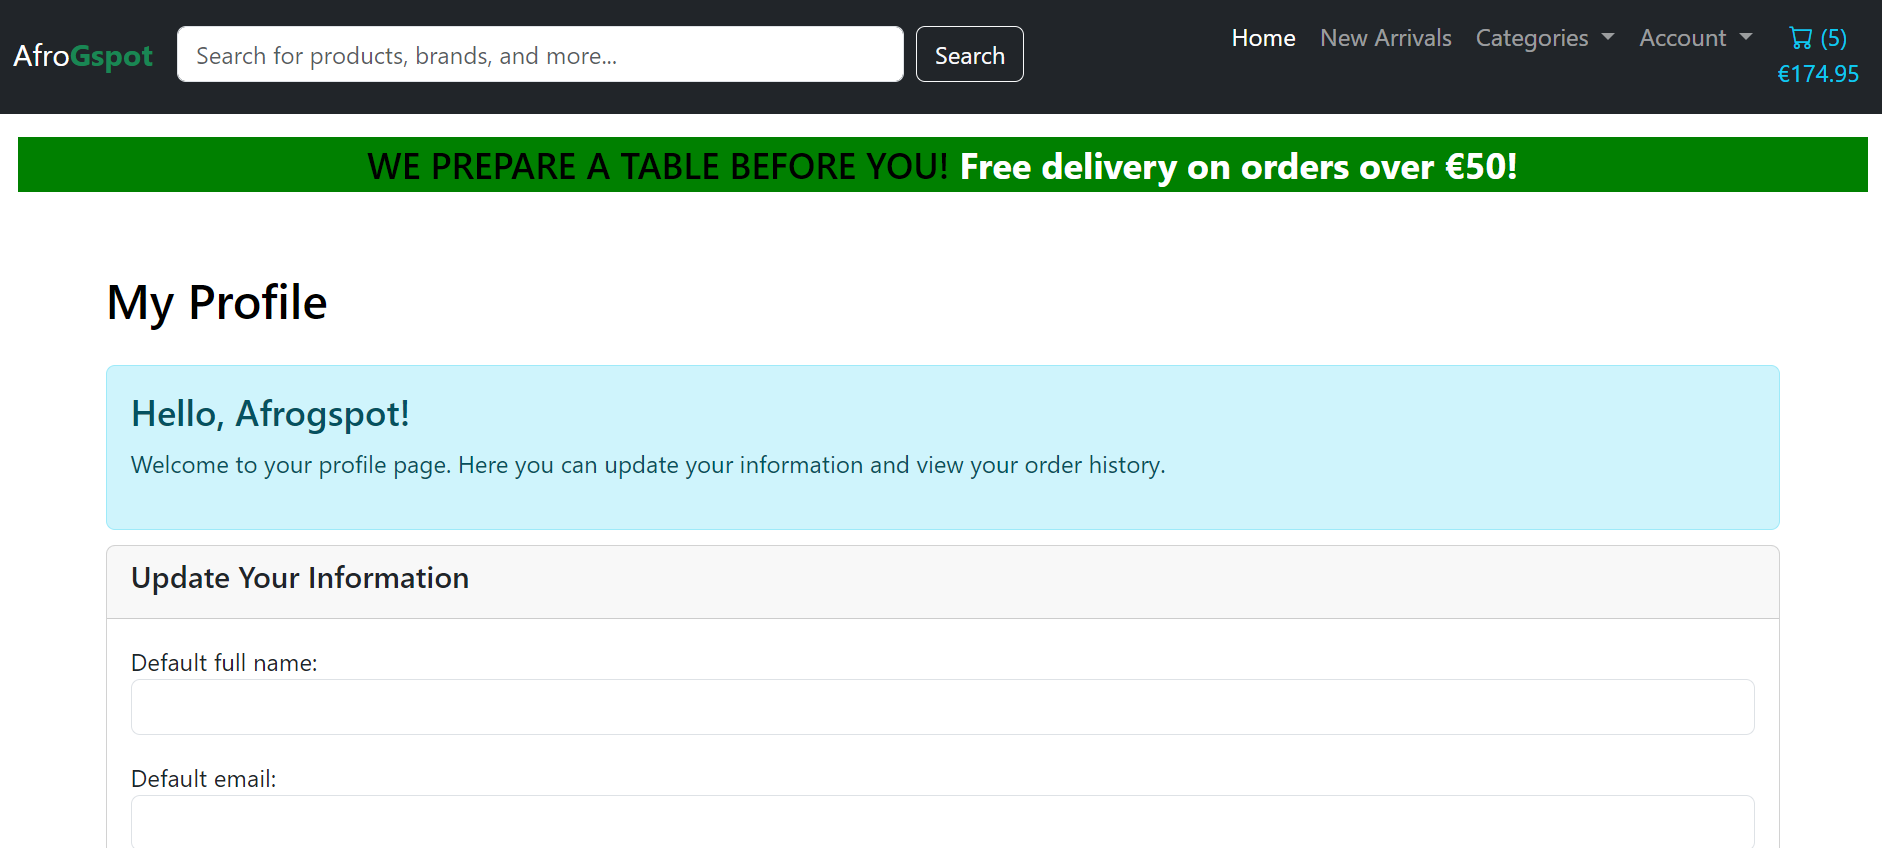 AfroGspot
Search for products, brands, and more...
Search
Home
New Arrivals
Categories
Account
(5)
€174.95
WE PREPARE A TABLE BEFORE YOU! Free delivery on orders over €50!
My Profile
Hello, Afrogspot!
Welcome to your profile page. Here you can update your information and view your order history.
Update Your Information
Default full name:
Default email: